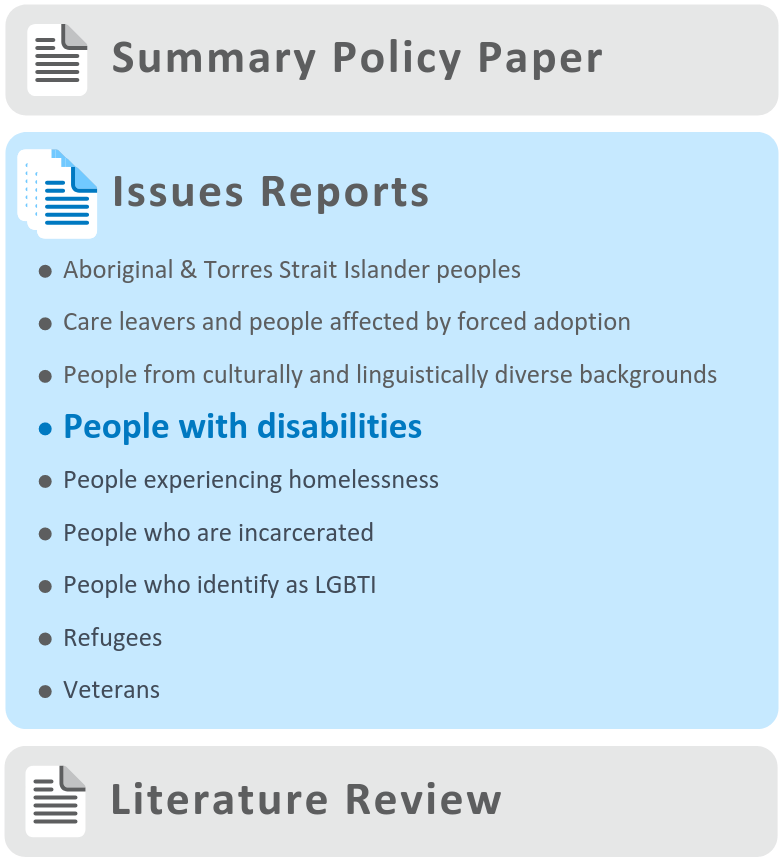 Summary Policy Paper
Issues Reports
● Aboriginal & Torres Strait Islander peoples
● Care leavers and people affected by forced adoption
● People from culturally and linguistically diverse backgrounds
● People with disabilities
● People experiencing homelessness
● People who are incarcerated
● People who identify as LGBTI
● Refugees
● Veterans
Literature Review